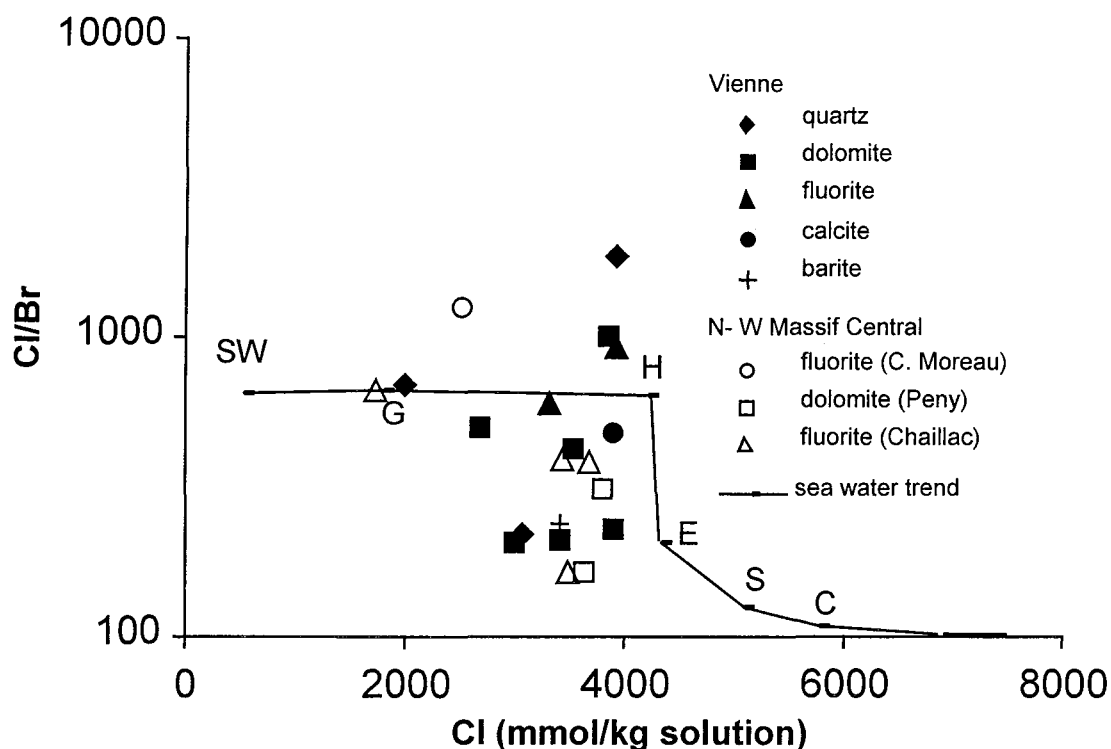 10000
1000
100
Cl/Br
0
2000
4000
6000
8000
Cl (mmol/kg solution)
SW
G
H
E
S
C
Vienne
quartz
dolomite
fluorite
calcite
barite
N- W Massif Central
fluorite (C. Moreau)
dolomite (Peny)
fluorite (Chaillac)
sea water trend